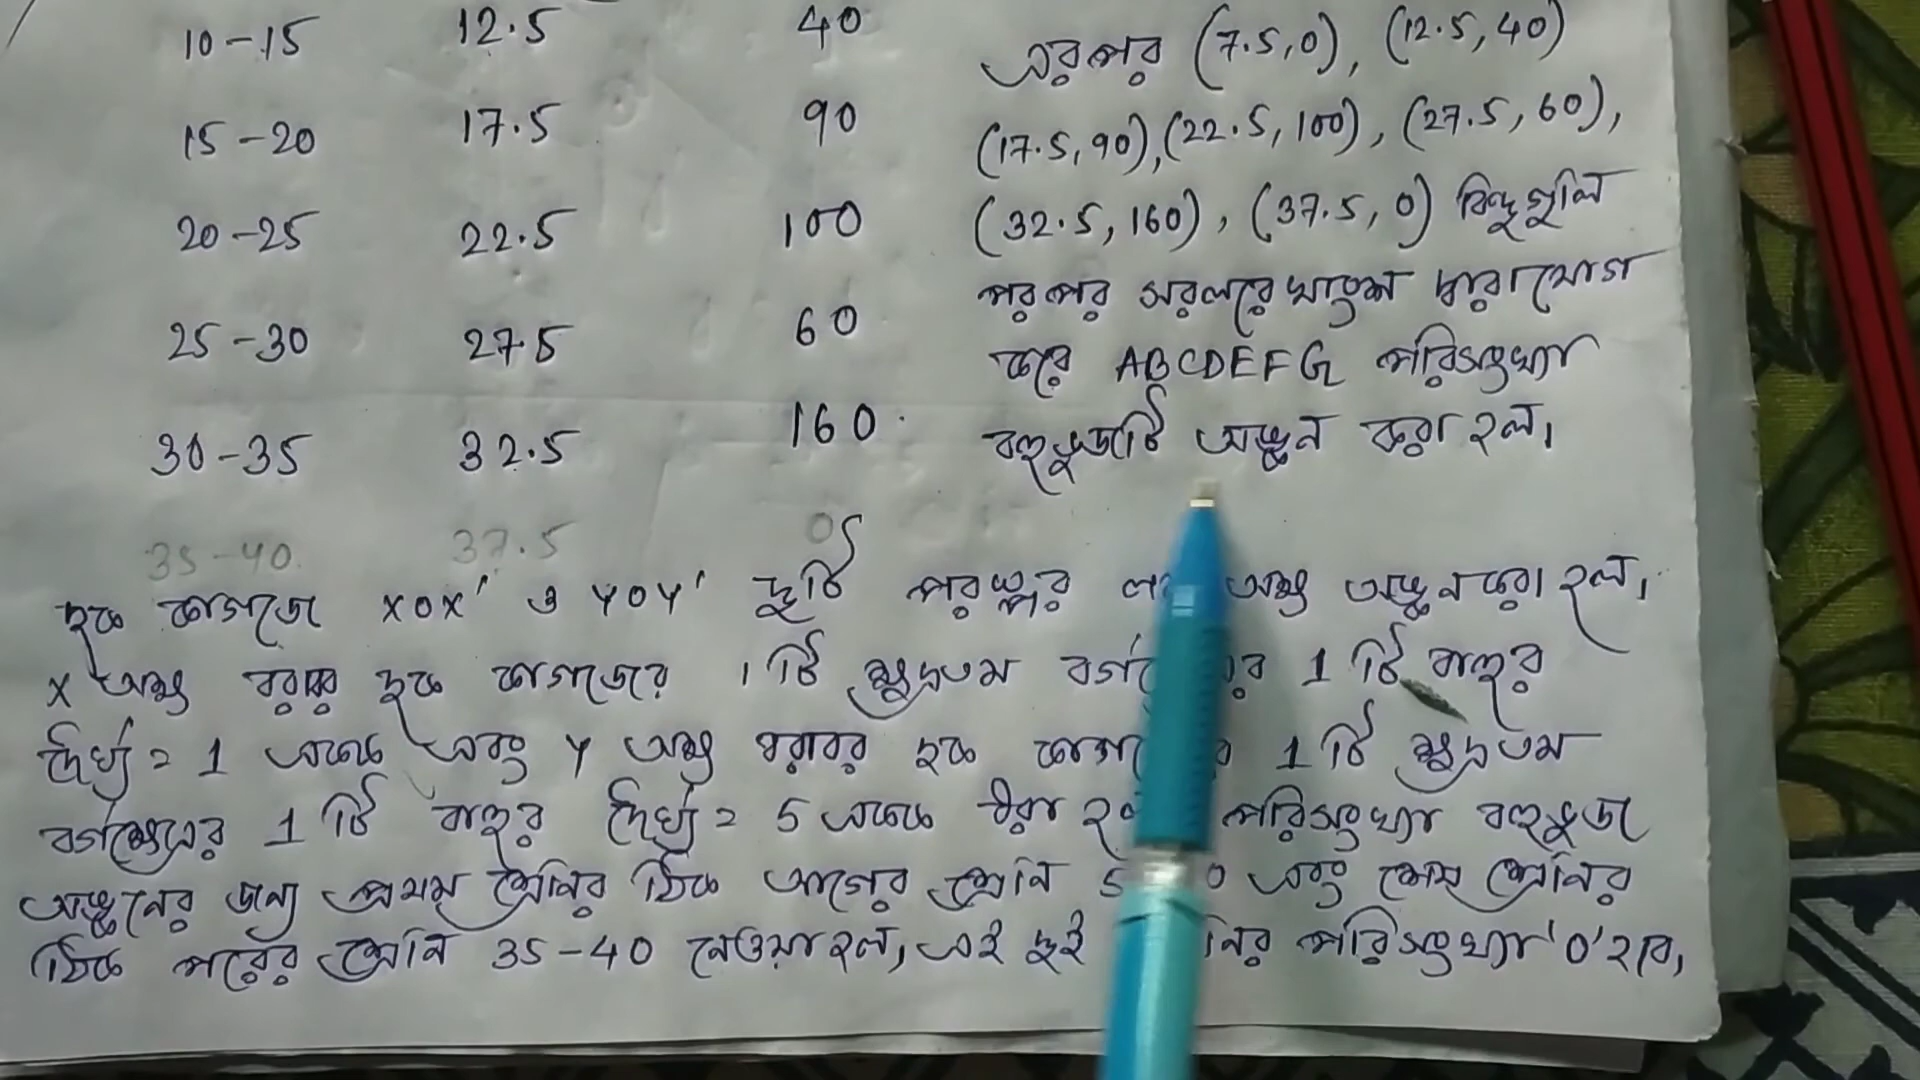 10-15 12.5 40
15-20 17.5 90
20-25 22.5 100
25-30 27.5 60
30-35 32.5 160
35-40 37.5 0
এরপর (7.5,0), (12.5,40)
(17.5,90), (22.5,100), (27.5,60),
(32.5,160), (37.5,0) বিন্দুগুলি
পরপর সরলরেখাংশ দ্বারা যোগ
করে ABCDEFG পরিসংখ্যা
বহুভুজটি অঙ্কন করা হল।
ছক কাগজে XOX' ও YOY' দুটি পরস্পর অক্ষ অঙ্কন করা হল।
X অক্ষ বরাবর ছক কাগজের 1টি ক্ষুদ্রতম 1টি বাহুর
দৈর্ঘ্য = 1 একক এবং Y অক্ষ বরাবর ছক 1টি ক্ষুদ্রতম
বর্গক্ষেত্রের 1টি বাহুর দৈর্ঘ্য = 5 একক ধরা পরিসংখ্যা বহুভুজ
অঙ্কনের জন্য প্রথম শ্রেনির ঠিক আগের শ্রেনি এবং শেষ শ্রেনির
ঠিক পরের শ্রেনি 35-40 নেওয়া হল, এই দুই পরিসংখ্যা '0' হবে,